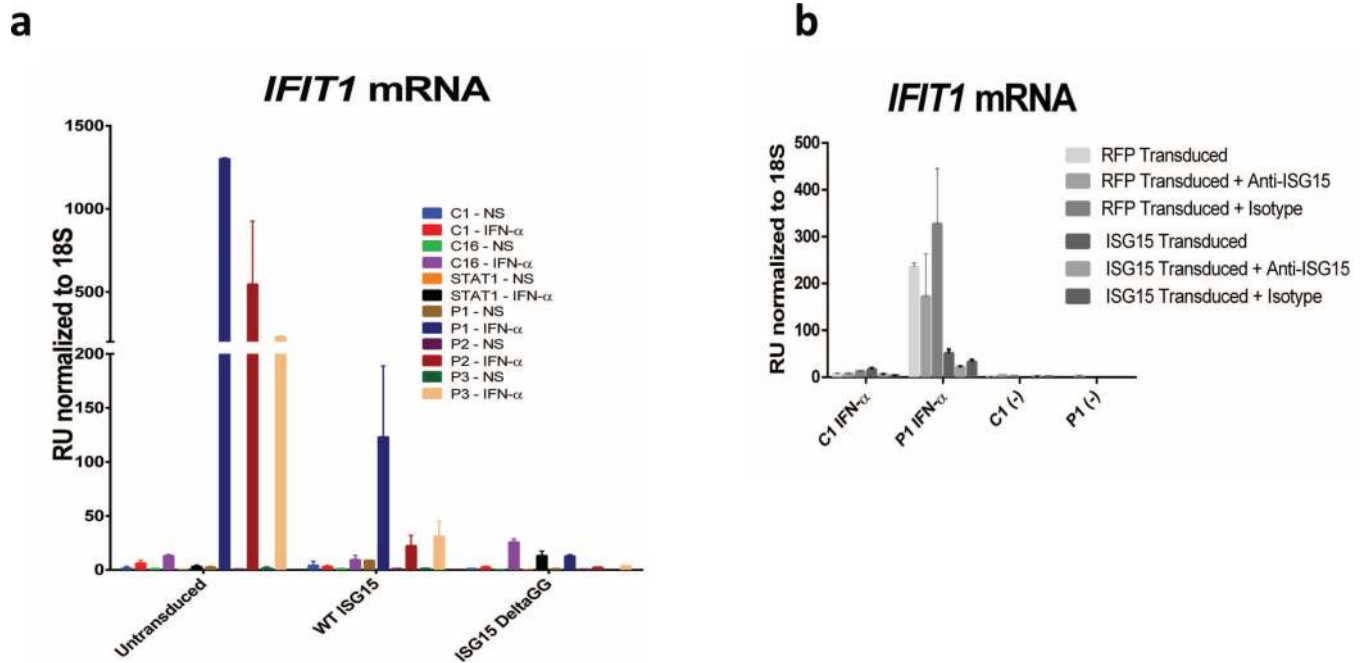 a
IFIT1 mRNA
RU normalized to 18S
1500
1000
500
200
150
100
50
0
C1 - NS
C1 - IFN-α
C16 - NS
C16 - IFN-α
STAT1 - NS
STAT1 - IFN-α
P1 - NS
P1 - IFN-α
P2 - NS
P2 - IFN-α
P3 - NS
P3 - IFN-α
Untransduced
WT ISG15
ISG15 DeltaGG
b
IFIT1 mRNA
RU normalized to 18S
500
400
300
200
100
0
RFP Transduced
RFP Transduced + Anti-ISG15
RFP Transduced + Isotype
ISG15 Transduced
ISG15 Transduced + Anti-ISG15
ISG15 Transduced + Isotype
C1 IFN-α
P1 IFN-α
C1 (-)
P1 (-)